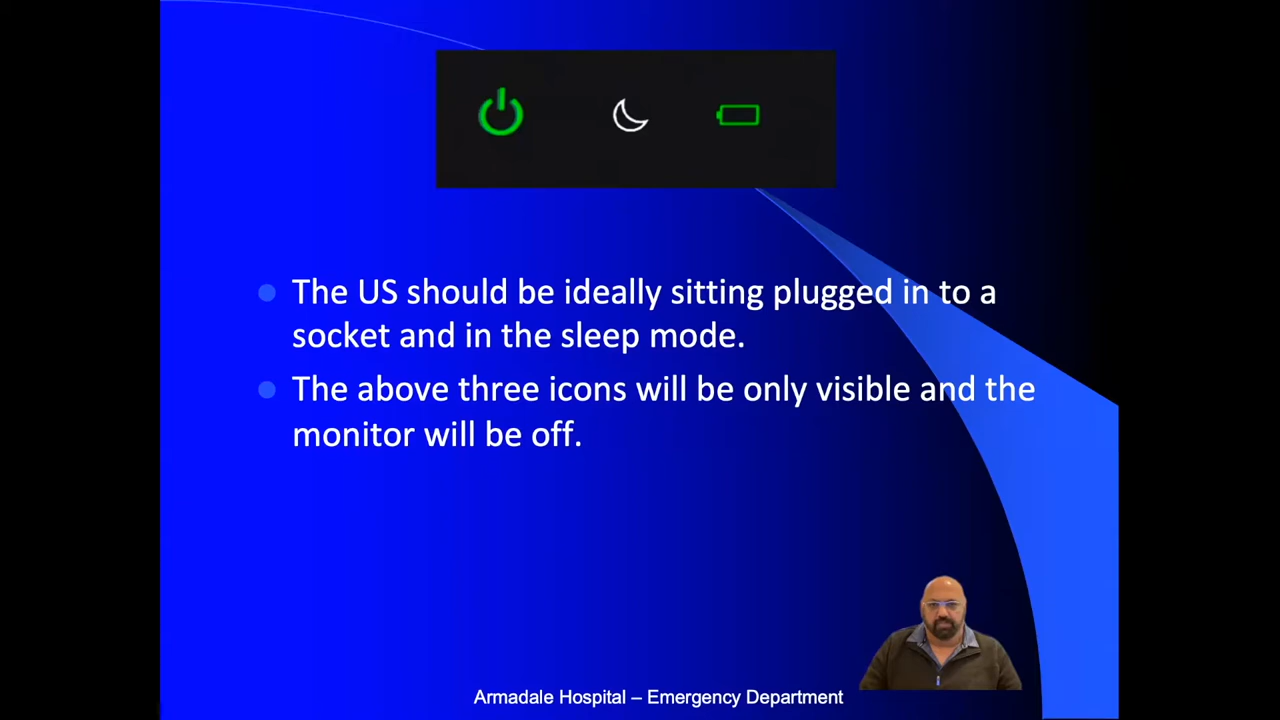 The US should be ideally sitting plugged in to a
socket and in the sleep mode.
The above three icons will be only visible and the
monitor will be off.
Armadale Hospital – Emergency Department